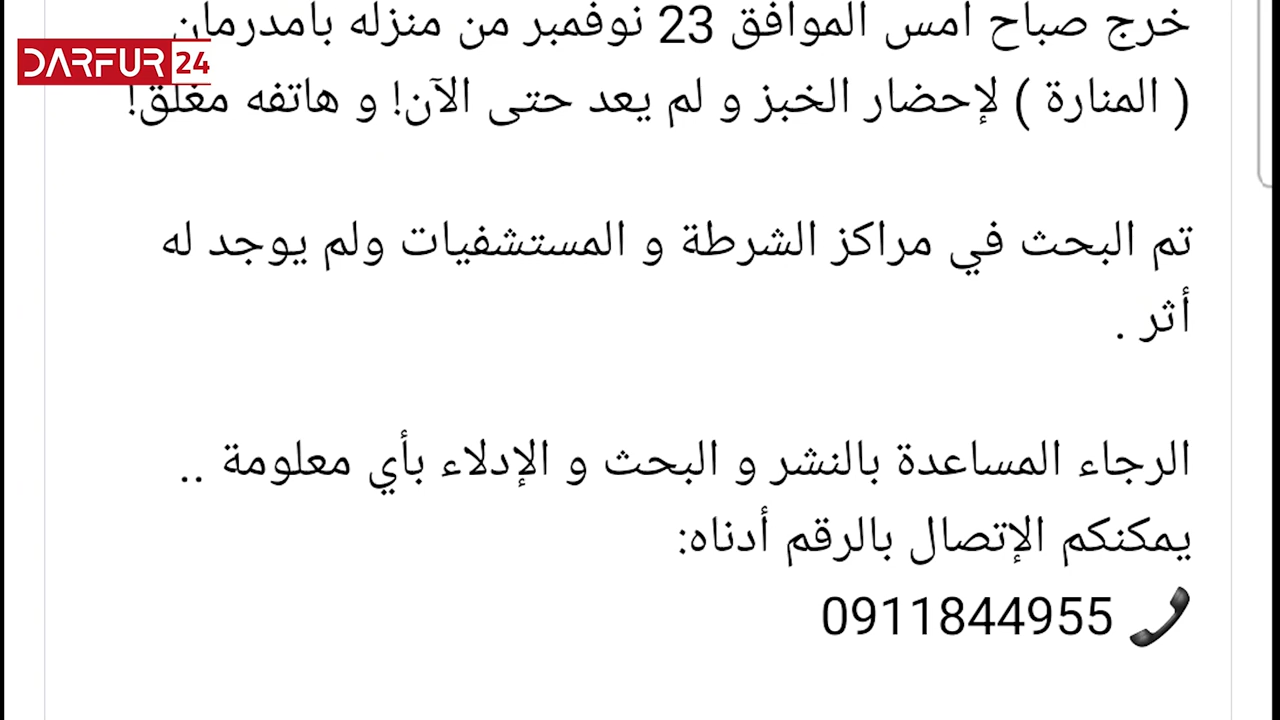 خرج صباح امس الموافق 23 نوفمبر من منزله بامدرمان
DARFUR 24
( المنارة ) لإحضار الخبز و لم يعد حتى الآن! و هاتفه مغلق!
تم البحث في مراكز الشرطة و المستشفيات ولم يوجد له
أثر .
الرجاء المساعدة بالنشر و البحث و الإدلاء بأي معلومة ..
يمكنكم الإتصال بالرقم أدناه:
0911844955